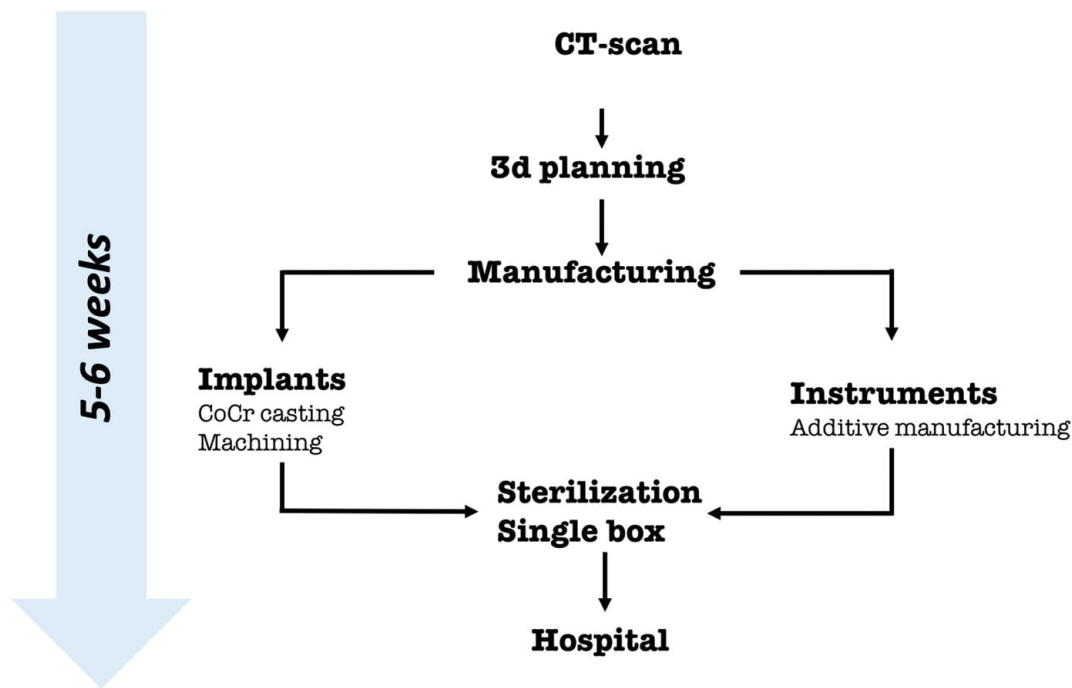 CT-scan
3d planning
Manufacturing
5-6 weeks
Implants
CoCr casting
Machining
Instruments
Additive manufacturing
Sterilization
Single box
Hospital